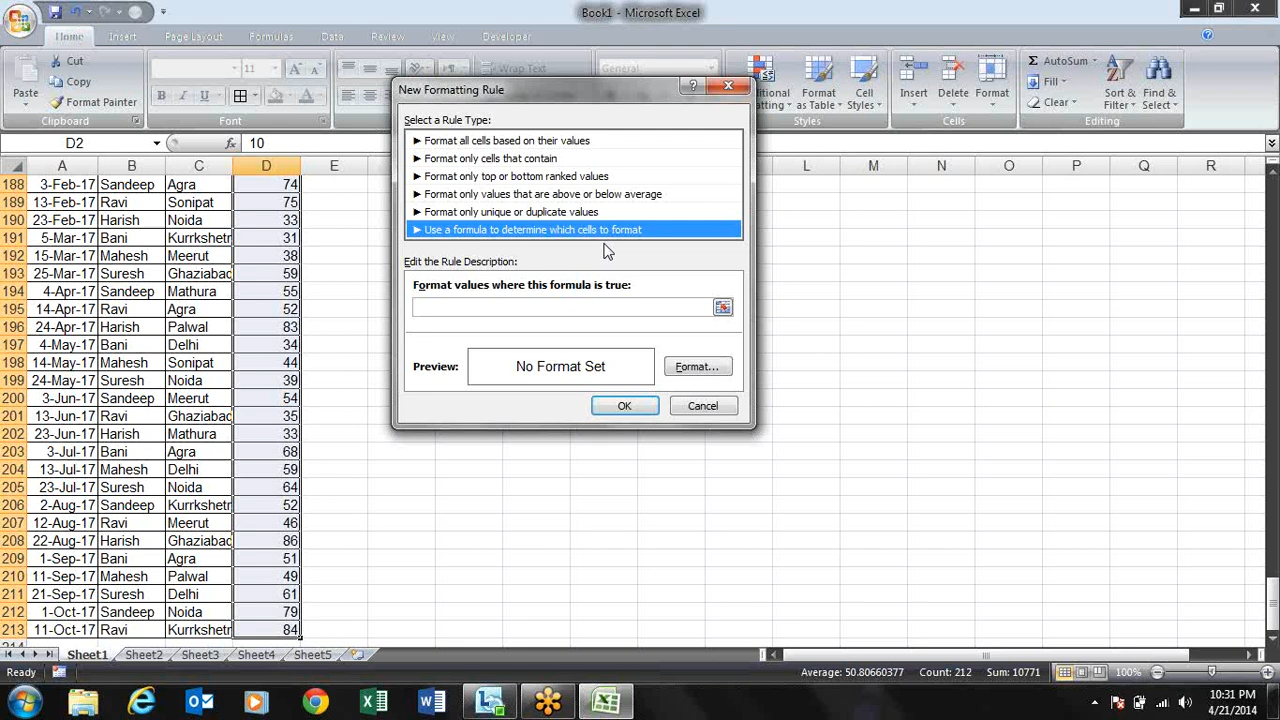 Book1 - Microsoft Excel
Home Insert Page Layout Formulas Data Review View Developer
Paste Cut Copy Format Painter
11 A A Wrap Text General
B I U
Formatting Format as Table Cell Styles
Insert Delete Format
AutoSum Fill Clear Sort & Filter Find & Select
Clipboard Font Styles Cells Editing
D2 fx 10
A B C D E L M N O P Q R
188 3-Feb-17 Sandeep Agra 74
189 13-Feb-17 Ravi Sonipat 75
190 23-Feb-17 Harish Noida 33
191 5-Mar-17 Bani Kurrkshetr 31
192 15-Mar-17 Mahesh Meerut 38
193 25-Mar-17 Suresh Ghaziabad 59
194 4-Apr-17 Sandeep Mathura 55
195 14-Apr-17 Ravi Agra 52
196 24-Apr-17 Harish Palwal 83
197 4-May-17 Bani Delhi 34
198 14-May-17 Mahesh Sonipat 44
199 24-May-17 Suresh Noida 39
200 3-Jun-17 Sandeep Meerut 54
201 13-Jun-17 Ravi Ghaziabad 35
202 23-Jun-17 Harish Mathura 33
203 3-Jul-17 Bani Agra 68
204 13-Jul-17 Mahesh Delhi 59
205 23-Jul-17 Suresh Noida 64
206 2-Aug-17 Sandeep Kurrkshetr 52
207 12-Aug-17 Ravi Meerut 46
208 22-Aug-17 Harish Ghaziabad 86
209 1-Sep-17 Bani Agra 51
210 11-Sep-17 Mahesh Palwal 49
211 21-Sep-17 Suresh Delhi 61
212 1-Oct-17 Sandeep Noida 79
213 11-Oct-17 Ravi Kurrkshetr 84
New Formatting Rule
Select a Rule Type:
► Format all cells based on their values
► Format only cells that contain
► Format only top or bottom ranked values
► Format only values that are above or below average
► Format only unique or duplicate values
► Use a formula to determine which cells to format
Edit the Rule Description:
Format values where this formula is true:
Preview: No Format Set Format...
OK Cancel
Sheet1 Sheet2 Sheet3 Sheet4 Sheet5
Ready Average: 50.80660377 Count: 212 Sum: 10771 100%
10:31 PM
4/21/2014